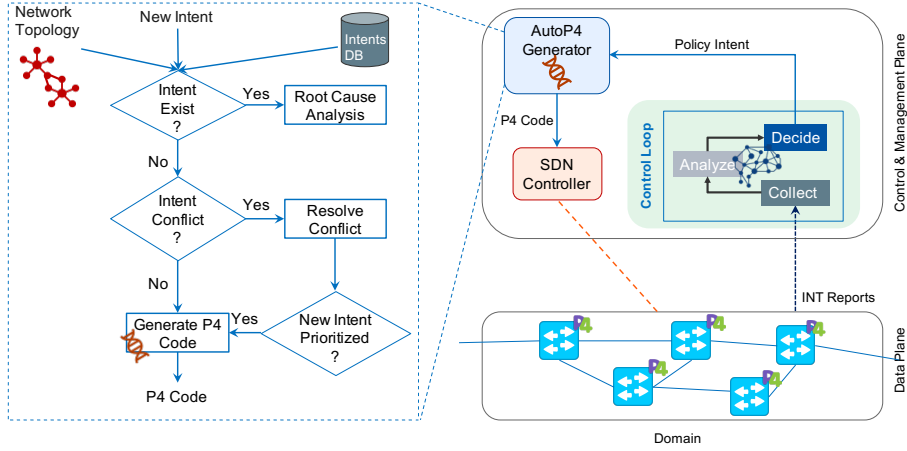 Network
Topology
New Intent
Intents
DB
Intent
Exist
?
Yes
Root Cause
Analysis
No
Intent
Conflict
?
Yes
Resolve
Conflict
No
Generate P4
Code
Yes
New Intent
Prioritized
?
P4 Code
AutoP4
Generator
Policy Intent
P4 Code
SDN
Controller
Control Loop
Decide
Analyze
Collect
Control & Management Plane
INT Reports
P4
P4
P4
P4
P4
Data Plane
Domain